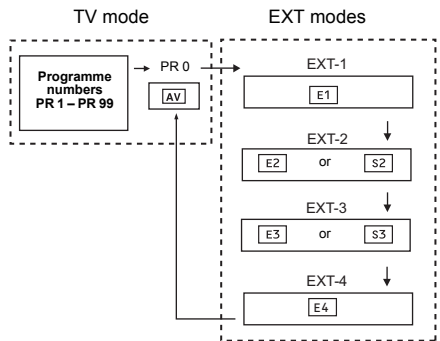 TV mode
EXT modes
Programme
numbers
PR 1 – PR 99
PR 0
AV
EXT-1
E1
EXT-2
E2 or S2
EXT-3
E3 or S3
EXT-4
E4